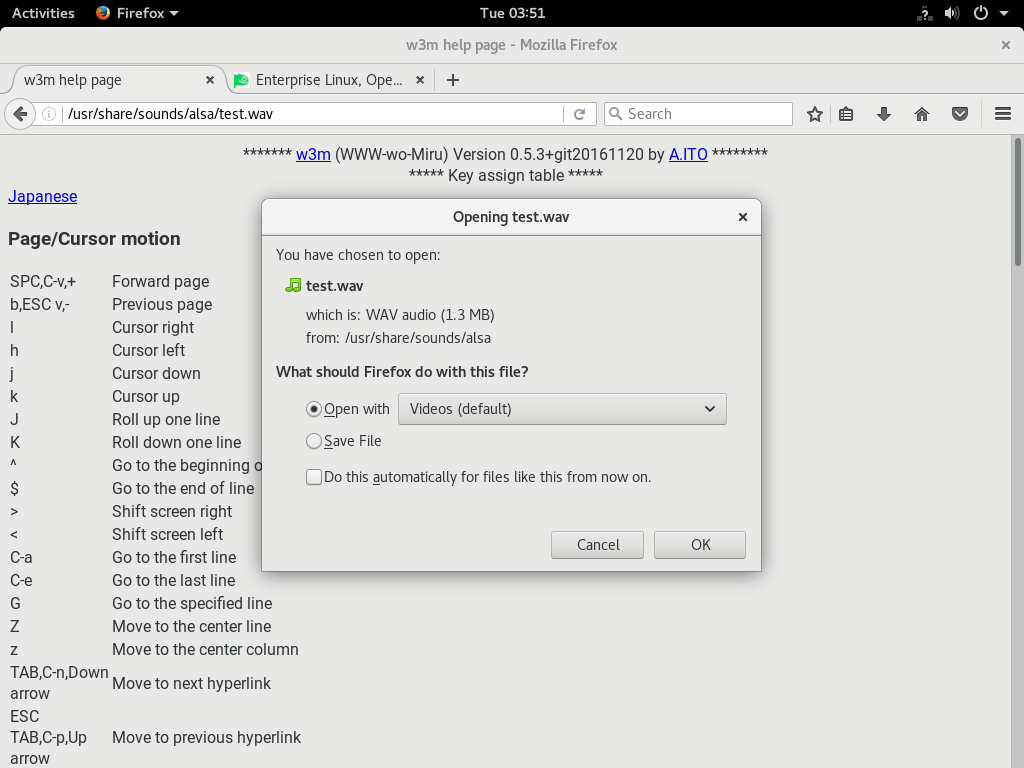 Activities Firefox Tue 03:51
w3m help page - Mozilla Firefox
w3m help page Enterprise Linux, Ope...
/usr/share/sounds/alsa/test.wav Search
******* w3m (WWW-wo-Miru) Version 0.5.3+git20161120 by A.ITO ********
***** Key assign table *****
Japanese
Page/Cursor motion
SPC,C-v,+ Forward page
b,ESC v,- Previous page
l Cursor right
h Cursor left
j Cursor down
k Cursor up
J Roll up one line
K Roll down one line
^ Go to the beginning o
$ Go to the end of line
> Shift screen right
< Shift screen left
C-a Go to the first line
C-e Go to the last line
G Go to the specified line
Z Move to the center line
z Move to the center column
TAB,C-n,Down
arrow Move to next hyperlink
ESC
TAB,C-p,Up
arrow Move to previous hyperlink
Opening test.wav
You have chosen to open:
test.wav
which is: WAV audio (1.3 MB)
from: /usr/share/sounds/alsa
What should Firefox do with this file?
Open with Videos (default)
Save File
Do this automatically for files like this from now on.
Cancel OK